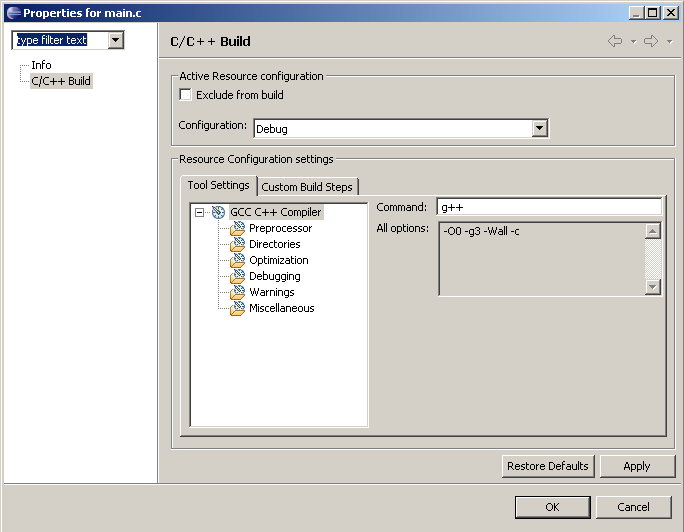 Properties for main.c
type filter text
Info
C/C++ Build
C/C++ Build
Active Resource configuration
Exclude from build
Configuration: Debug
Resource Configuration settings
Tool Settings Custom Build Steps
GCC C++ Compiler
Preprocessor
Directories
Optimization
Debugging
Warnings
Miscellaneous
Command: g++
All options: -O0 -g3 -Wall -c
Restore Defaults Apply
OK Cancel